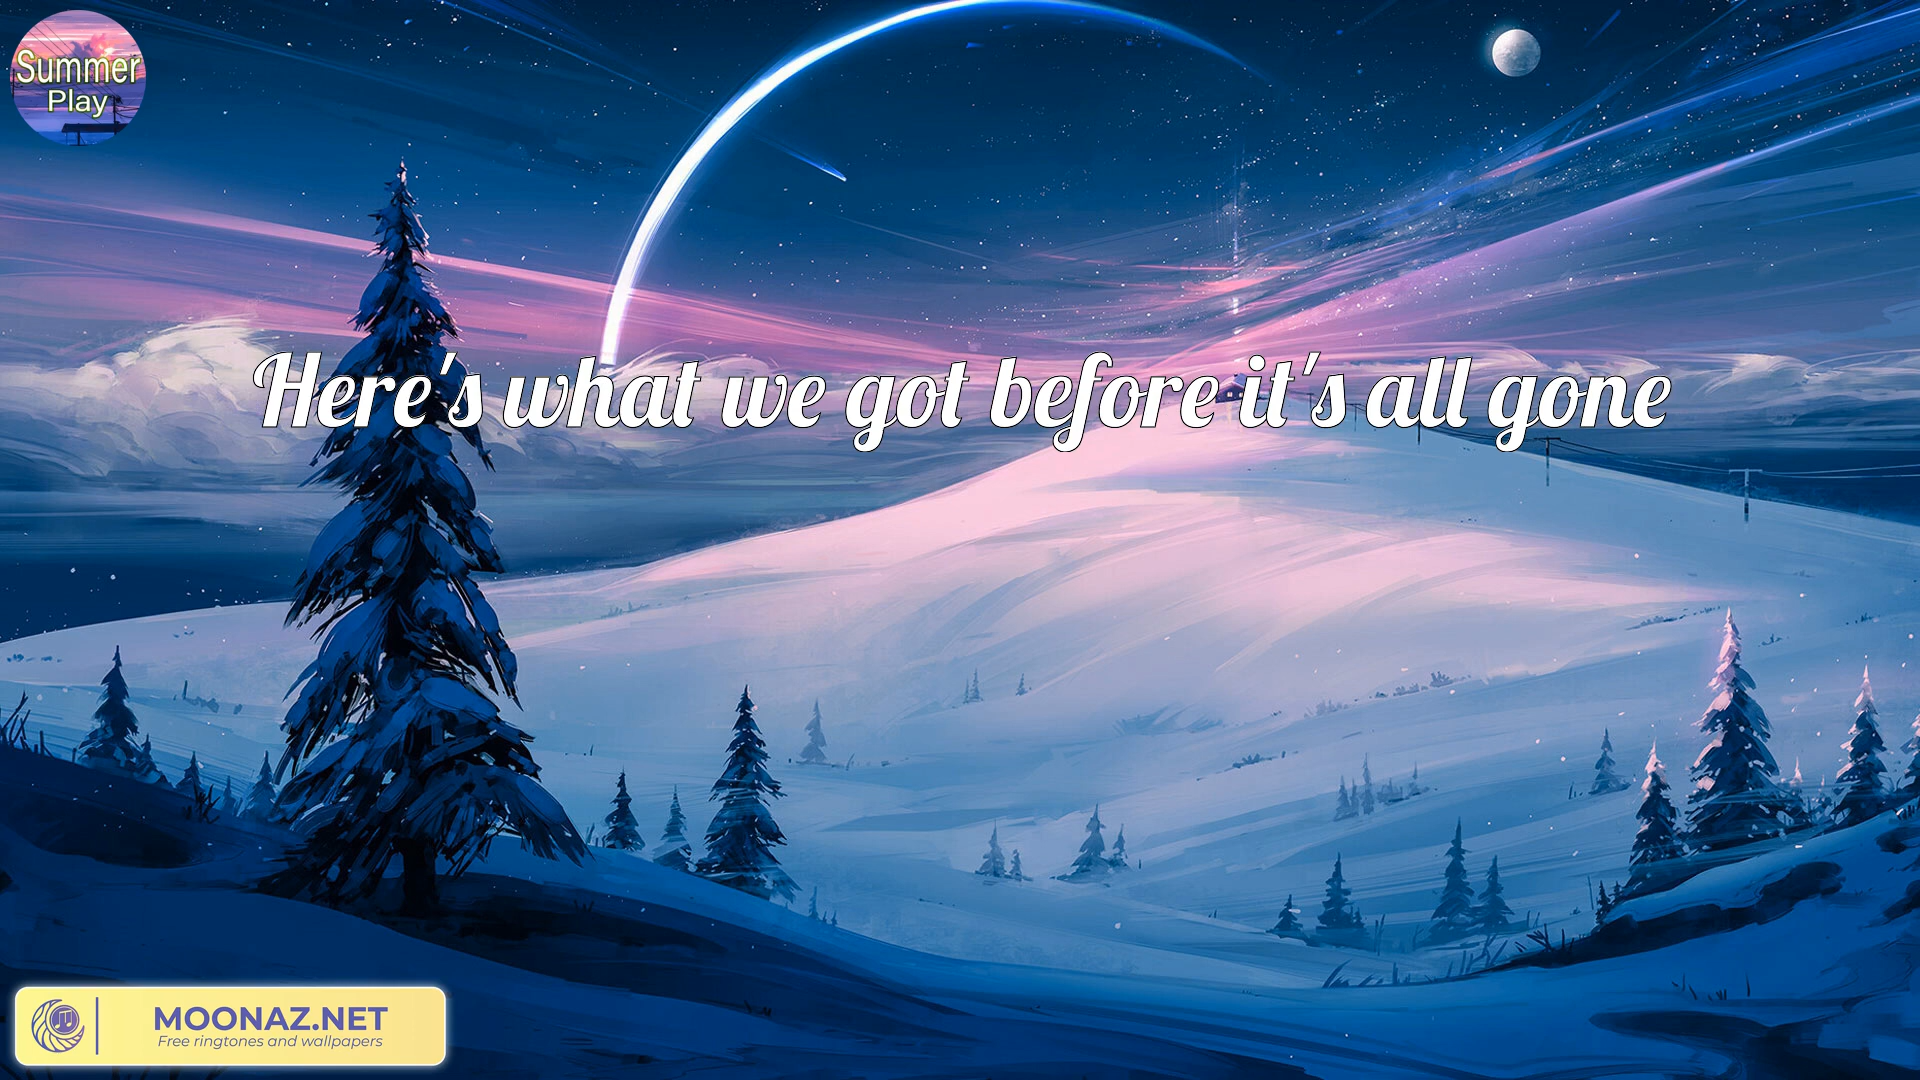 Summer
Play
Here's what we got before it's all gone
MOONAZ.NET
Free ringtones and wallpapers